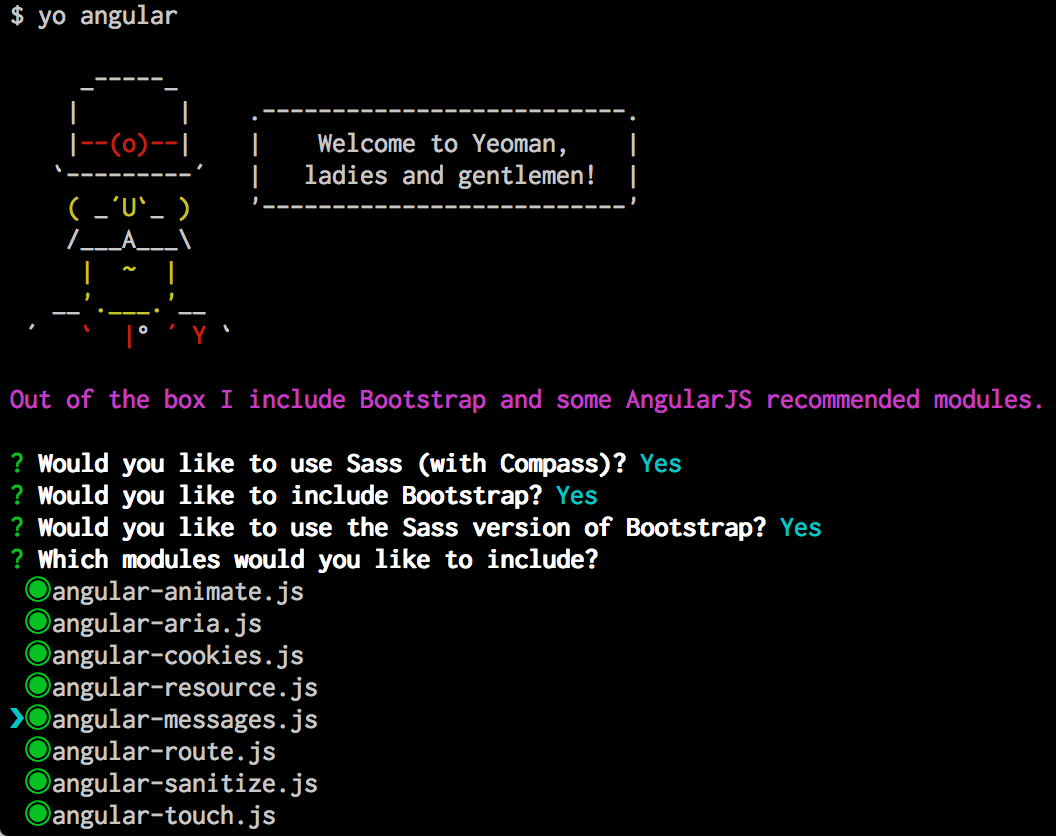 $ yo angular
Welcome to Yeoman,
ladies and gentlemen!
Out of the box I include Bootstrap and some AngularJS recommended modules.
? Would you like to use Sass (with Compass)? Yes
? Would you like to include Bootstrap? Yes
? Would you like to use the Sass version of Bootstrap? Yes
? Which modules would you like to include?
◉angular-animate.js
◉angular-aria.js
◉angular-cookies.js
◉angular-resource.js
❯◉angular-messages.js
◉angular-route.js
◉angular-sanitize.js
◉angular-touch.js